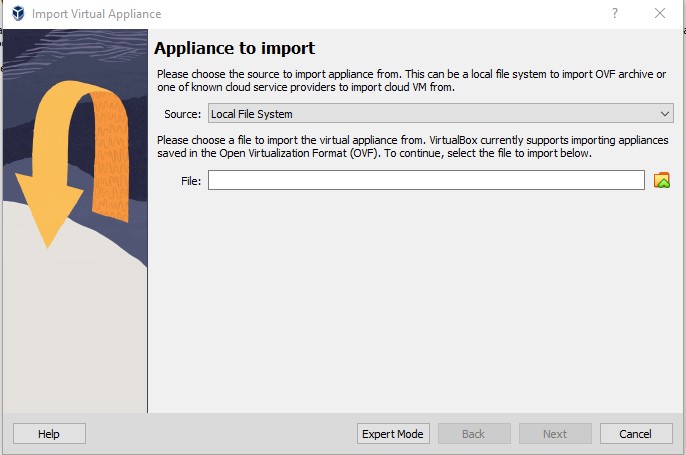 Import Virtual Appliance
?
Appliance to import
Please choose the source to import appliance from. This can be a local file system to import OVF archive or
one of known cloud service providers to import cloud VM from.
Source: Local File System
Please choose a file to import the virtual appliance from. VirtualBox currently supports importing appliances
saved in the Open Virtualization Format (OVF). To continue, select the file to import below.
File:
Help Expert Mode Back Next Cancel